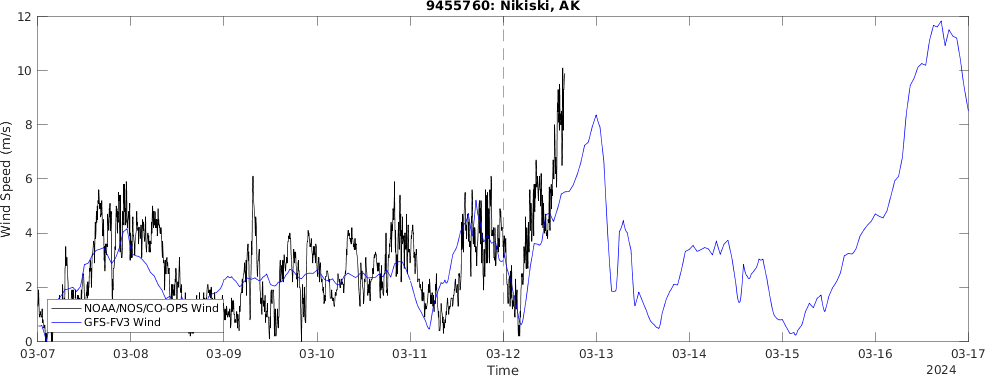 9455760: Nikiski, AK
Wind Speed (m/s)
12
10
8
6
4
2
0
NOAA/NOS/CO-OPS Wind
GFS-FV3 Wind
03-07 03-08 03-09 03-10 03-11 03-12 03-13 03-14 03-15 03-16 03-17
Time
2024